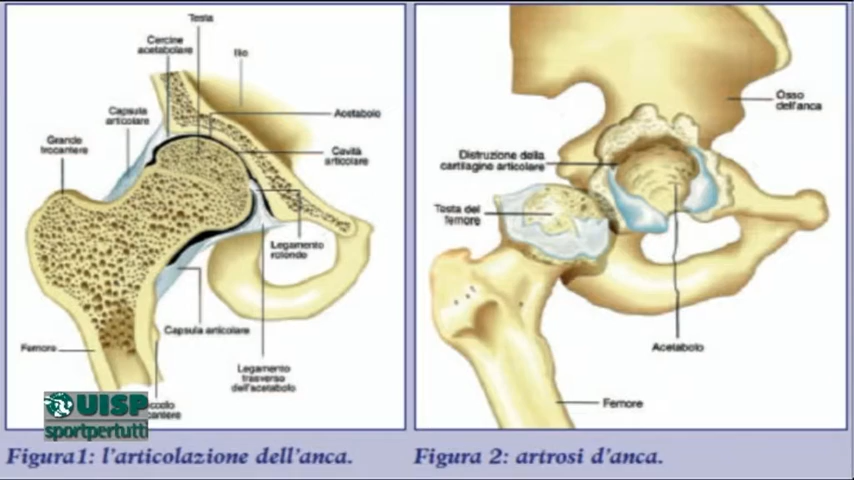 Testa
Cercine
acetabolare
Ilio
Capsula
articolare
Acetabolo
Grande
trocantere
Cavità
articolare
Legamento
rotondo
Capsula articolare
Femore
Legamento
trasverso
dell'acetabolo
UISP
sportpertutti
Figura1: l'articolazione dell'anca.
Osso
dell'anca
Distruzione della
cartilagine articolare
Testa del
femore
Acetabolo
Femore
Figura 2: artrosi d'anca.